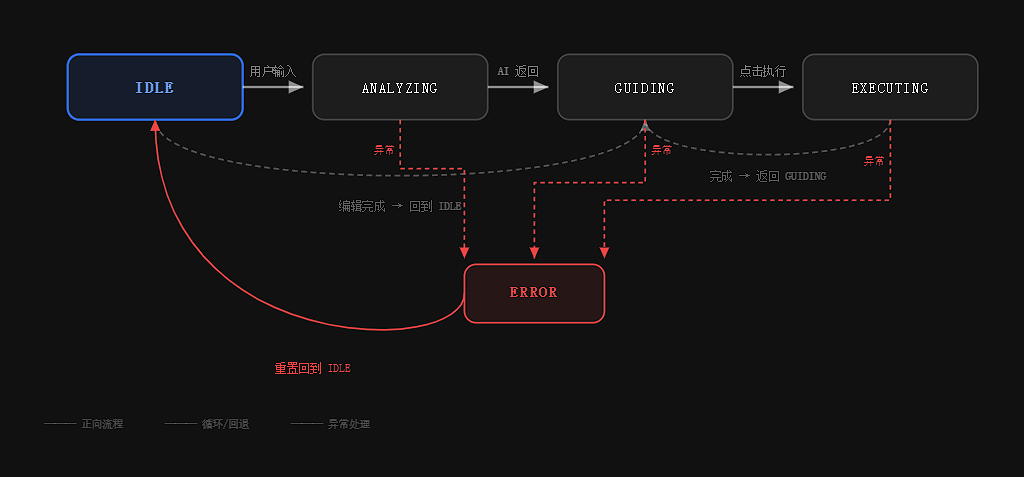 用户输入
AI 返回
点击执行
IDLE
ANALYZING
GUIDING
EXECUTING
异常
异常
异常
完成 → 返回 GUIDING
编辑完成 → 回到 IDLE
ERROR
重置回到 IDLE
正向流程
循环/回退
异常处理